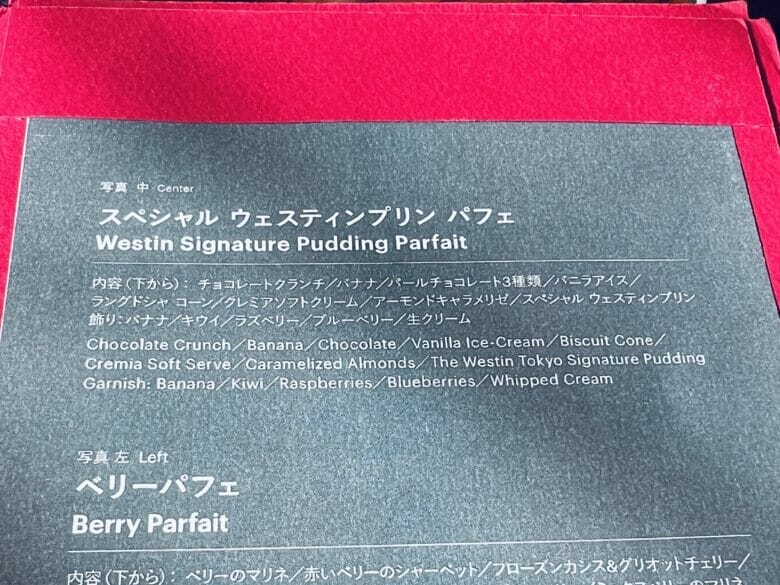 写真 中 Center
スペシャル ウェスティンプリン パフェ
Westin Signature Pudding Parfait
内容（下から）：チョコレートクランチ／バナナ／パールチョコレート3種類／バニラアイス／
ラングドシャ コーン／クレミアソフトクリーム／アーモンドキャラメリゼ／スペシャル ウェスティンプリン
飾り：バナナ／キウイ／ラズベリー／ブルーベリー／生クリーム
Chocolate Crunch／Banana／Chocolate／Vanilla Ice-Cream／Biscuit Cone／
Cremia Soft Serve／Caramelized Almonds／The Westin Tokyo Signature Pudding
Garnish: Banana／Kiwi／Raspberries／Blueberries／Whipped Cream
写真 左 Left
ベリーパフェ
Berry Parfait
内容（下から）：ベリーのマリネ／赤いベリーのシャーベット／フローズンカシス&グリオットチェリー／
のマリネ